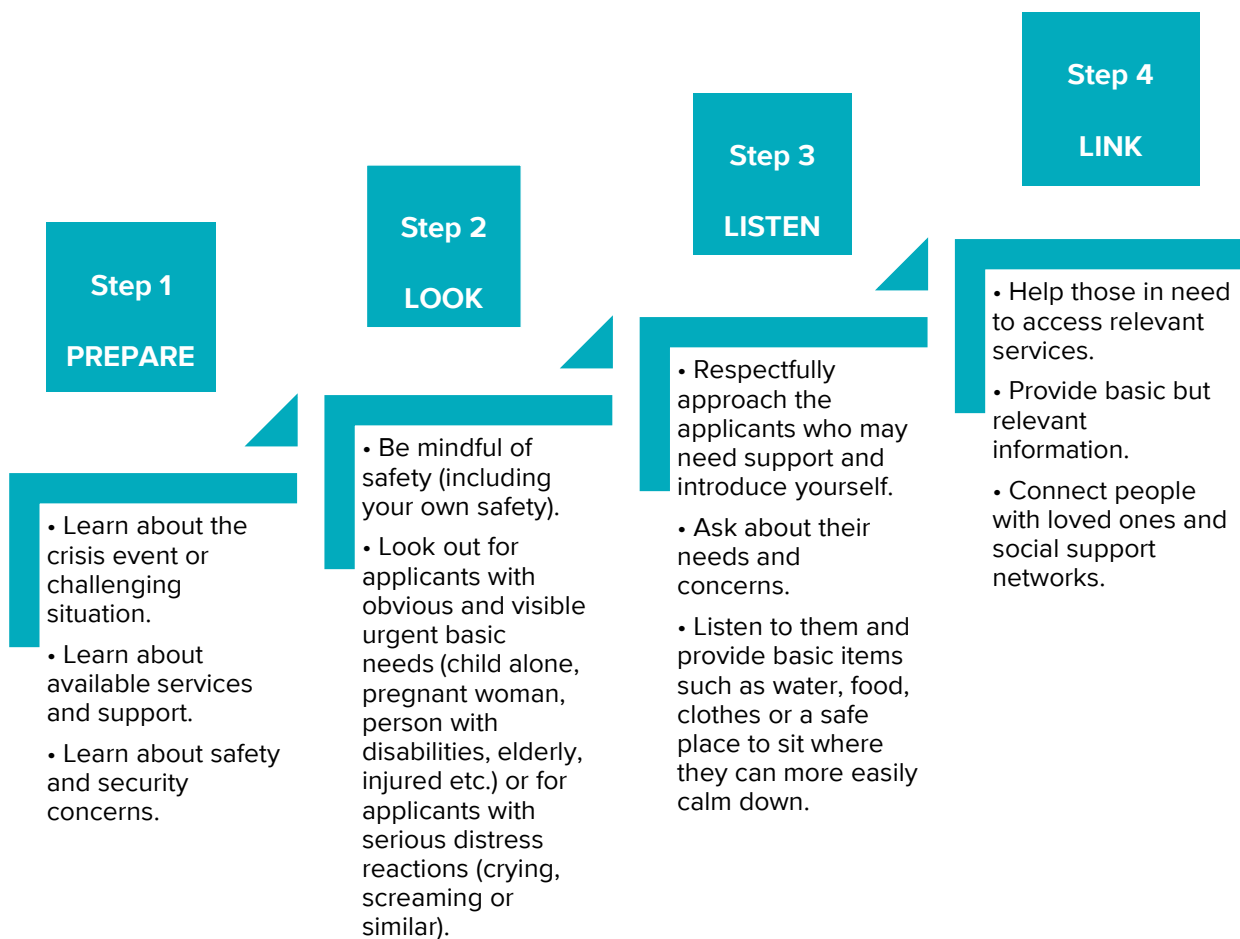 Step 1
PREPARE
• Learn about the
crisis event or
challenging
situation.
• Learn about
available services
and support.
• Learn about safety
and security
concerns.
Step 2
LOOK
• Be mindful of
safety (including
your own safety).
• Look out for
applicants with
obvious and visible
urgent basic
needs (child alone,
pregnant woman,
person with
disabilities, elderly,
injured etc.) or for
applicants with
serious distress
reactions (crying,
screaming or
similar).
Step 3
LISTEN
• Respectfully
approach the
applicants who may
need support and
introduce yourself.
• Ask about their
needs and
concerns.
• Listen to them and
provide basic items
such as water, food,
clothes or a safe
place to sit where
they can more easily
calm down.
Step 4
LINK
• Help those in need
to access relevant
services.
• Provide basic but
relevant
information.
• Connect people
with loved ones and
social support
networks.